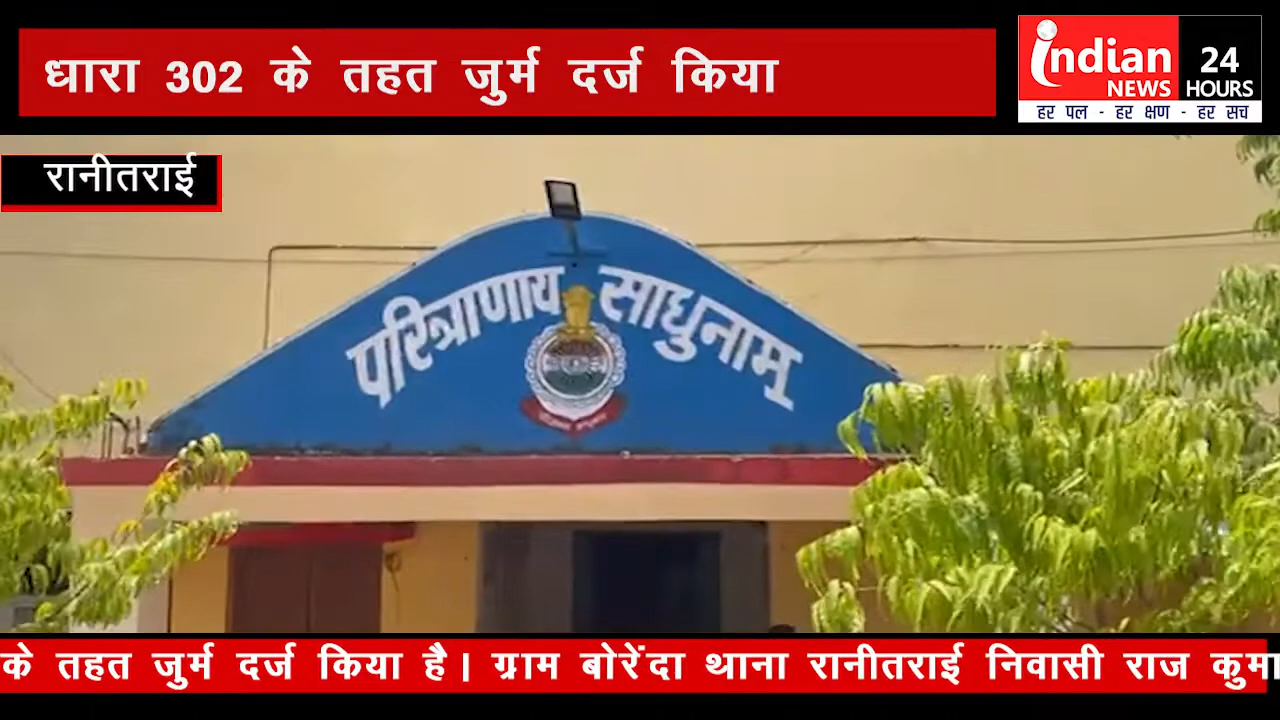 धारा 302 के तहत जुर्म दर्ज किया
indian NEWS
24 HOURS
हर पल - हर क्षण - हर सच
रानीतराई
परित्राणाय साधुनाम्
के तहत जुर्म दर्ज किया है। ग्राम बोरेंदा थाना रानीतराई निवासी राज कुमा